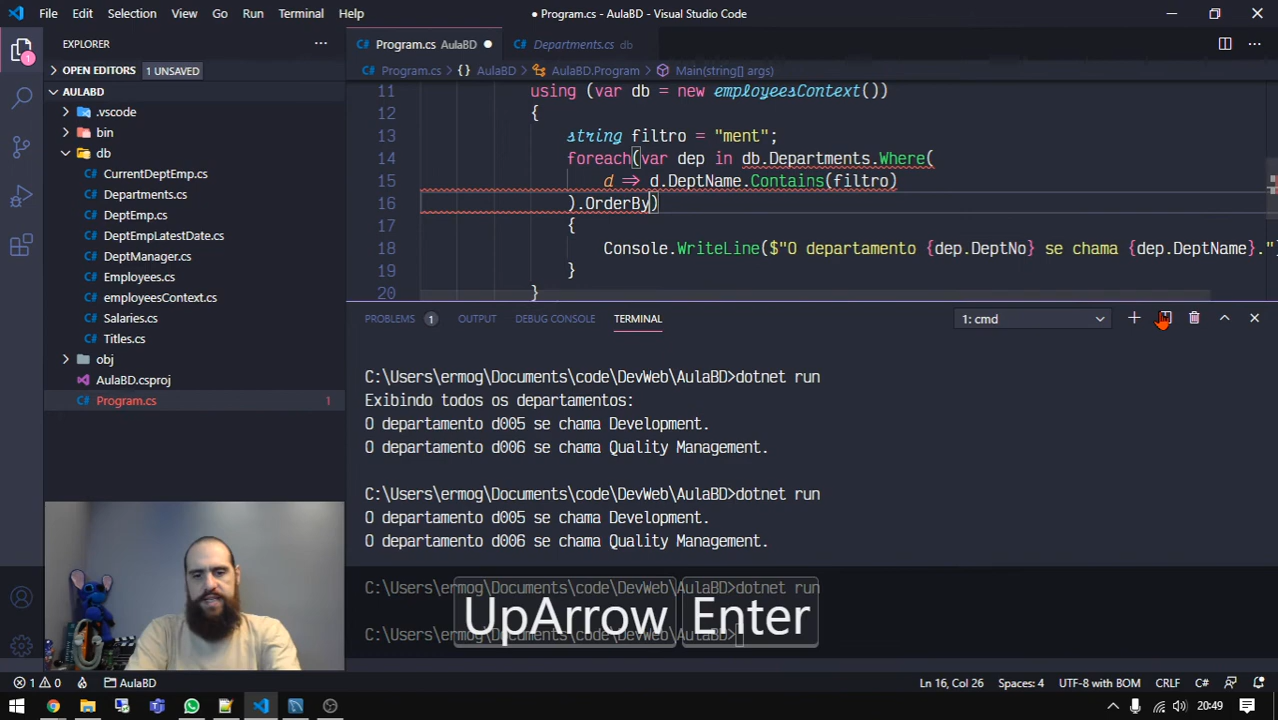 File Edit Selection View Go Run Terminal Help
● Program.cs - AulaBD - Visual Studio Code
EXPLORER ···
1
OPEN EDITORS 1 UNSAVED
AULABD
.vscode
bin
db
C# CurrentDeptEmp.cs
C# Departments.cs
C# DeptEmp.cs
C# DeptEmpLatestDate.cs
C# DeptManager.cs
C# Employees.cs
C# employeesContext.cs
C# Salaries.cs
C# Titles.cs
obj
AulaBD.csproj
C# Program.cs 1
C# Program.cs AulaBD ●
C# Departments.cs db
C# Program.cs > {} AulaBD > AulaBD.Program > Main(string[] args)
11 using (var db = new employeesContext())
12 {
13 string filtro = "ment";
14 foreach(var dep in db.Departments.Where(
15 d => d.DeptName.Contains(filtro)
16 ).OrderBy)
17 {
18 Console.WriteLine($"O departamento {dep.DeptNo} se chama {dep.DeptName}."
19 }
20 }
PROBLEMS 1 OUTPUT DEBUG CONSOLE TERMINAL 1: cmd
C:\Users\ermog\Documents\code\DevWeb\AulaBD>dotnet run
Exibindo todos os departamentos:
O departamento d005 se chama Development.
O departamento d006 se chama Quality Management.
C:\Users\ermog\Documents\code\DevWeb\AulaBD>dotnet run
O departamento d005 se chama Development.
O departamento d006 se chama Quality Management.
C:\Users\ermog\Documents\code\DevWeb\AulaBD>dotnet run
C:\Users\ermog\Documents\code\DevWeb\AulaBD>
UpArrow Enter
1 0 AulaBD Ln 16, Col 26 Spaces: 4 UTF-8 with BOM CRLF C#
20:49